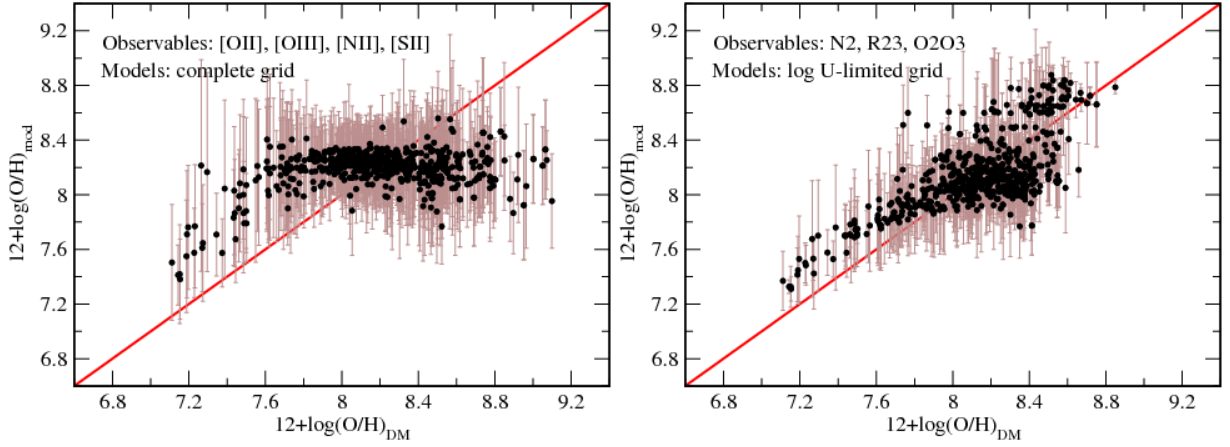 Observables: [OII], [OIII], [NII], [SII]
Models: complete grid
9.2
8.8
8.4
8
7.6
7.2
6.8
12+log(O/H)mod
6.8 7.2 7.6 8 8.4 8.8 9.2
12+log(O/H)DM
Observables: N2, R23, O2O3
Models: log U-limited grid
9.2
8.8
8.4
8
7.6
7.2
6.8
12+log(O/H)mod
6.8 7.2 7.6 8 8.4 8.8 9.2
12+log(O/H)DM